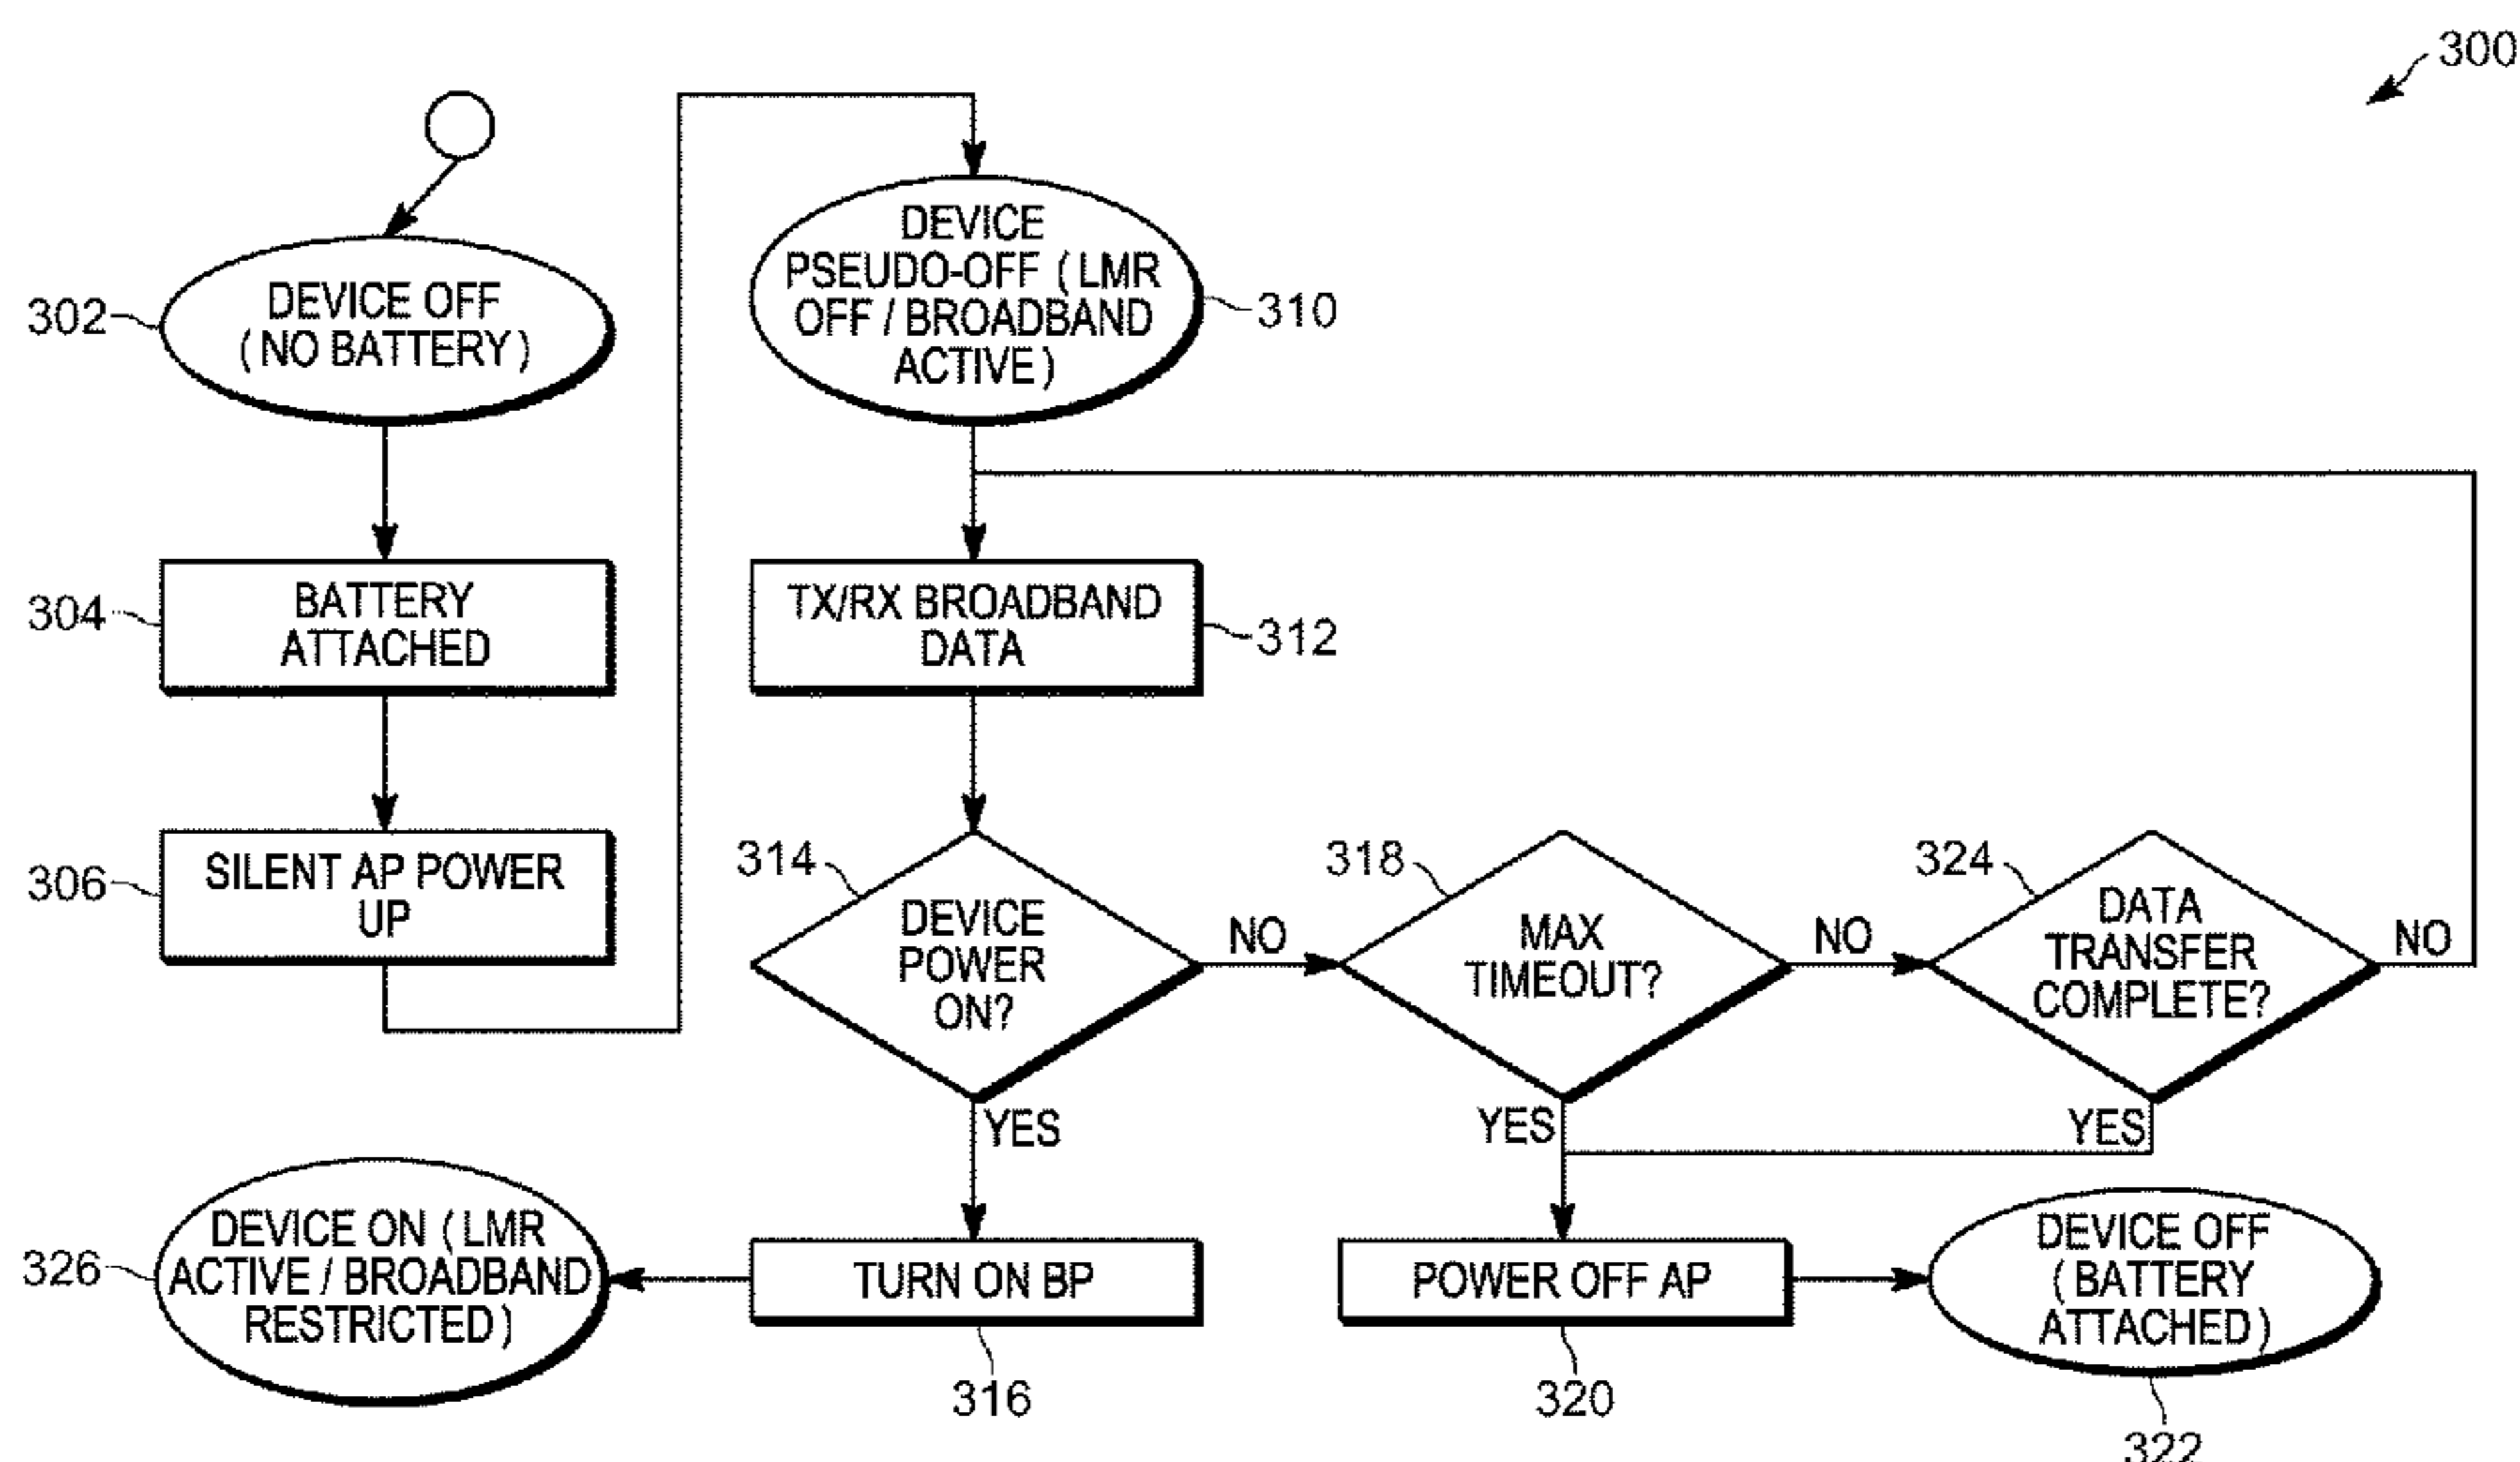 300
302
DEVICE OFF
(NO BATTERY)
304
BATTERY
ATTACHED
306
SILENT AP POWER
UP
DEVICE
PSEUDO-OFF (LMR
OFF / BROADBAND
ACTIVE)
310
TX/RX BROADBAND
DATA
312
314
DEVICE
POWER
ON?
NO
YES
318
MAX
TIMEOUT?
NO
YES
324
DATA
TRANSFER
COMPLETE?
NO
YES
326
DEVICE ON (LMR
ACTIVE / BROADBAND
RESTRICTED)
TURN ON BP
316
POWER OFF AP
320
DEVICE OFF
(BATTERY
ATTACHED)
322